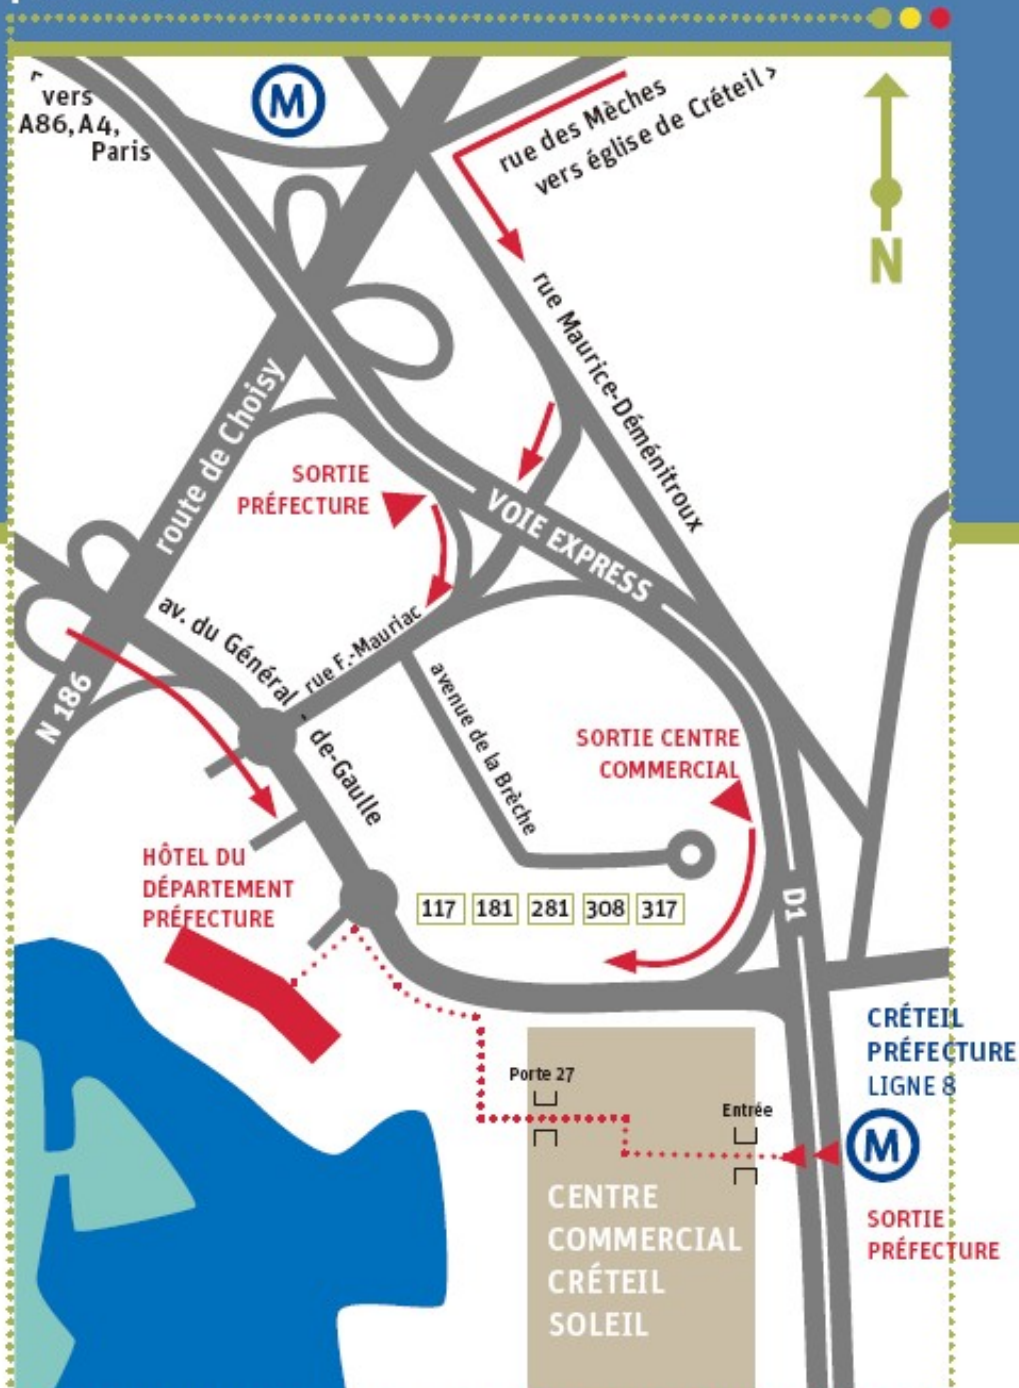 <
vers
A86, A4,
Paris
M
rue des Mèches
vers église de Créteil >
N
rue Maurice-Déménitroux
route de Choisy
SORTIE
PRÉFECTURE
VOIE EXPRESS
av. du Général
rue F.-Mauriac
N 186
de-Gaulle
avenue de la Brèche
SORTIE CENTRE
COMMERCIAL
HÔTEL DU
DÉPARTEMENT
PRÉFECTURE
117 181 281 308 317
D1
CRÉTEIL
PRÉFECTURE
LIGNE 8
Porte 27
Entrée
M
CENTRE
COMMERCIAL
CRÉTEIL
SOLEIL
SORTIE
PRÉFECTURE